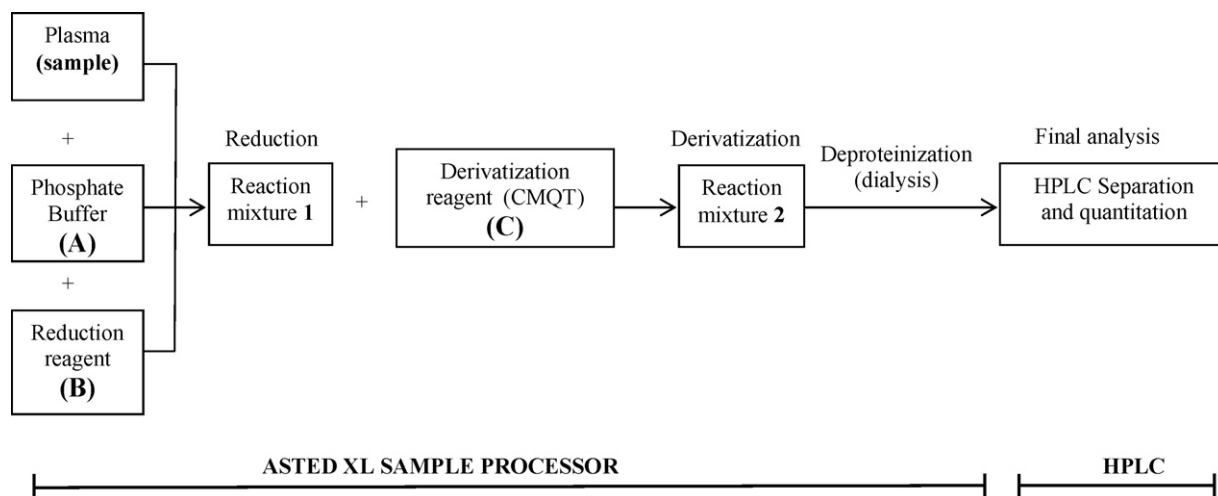 Plasma
(sample)
+
Phosphate
Buffer
(A)
+
Reduction
reagent
(B)
Reduction
Reaction
mixture 1
+
Derivatization
reagent (CMQT)
(C)
Derivatization
Reaction
mixture 2
Deproteinization
(dialysis)
Final analysis
HPLC Separation
and quantitation
ASTED XL SAMPLE PROCESSOR
HPLC